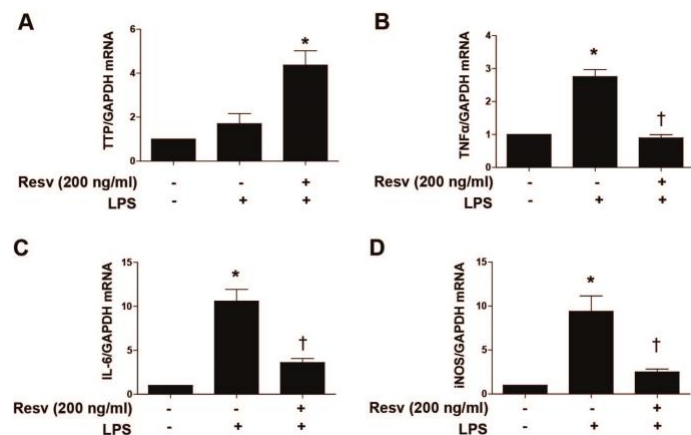 A
TTP/GAPDH mRNA
6
4
2
0
*
Resv (200 ng/ml) - - +
LPS - + +
B
TNFα/GAPDH mRNA
4
3
2
1
0
*
†
Resv (200 ng/ml) - - +
LPS - + +
C
IL-6/GAPDH mRNA
15
10
5
0
*
†
Resv (200 ng/ml) - - +
LPS - + +
D
iNOS/GAPDH mRNA
15
10
5
0
*
†
Resv (200 ng/ml) - - +
LPS - + +